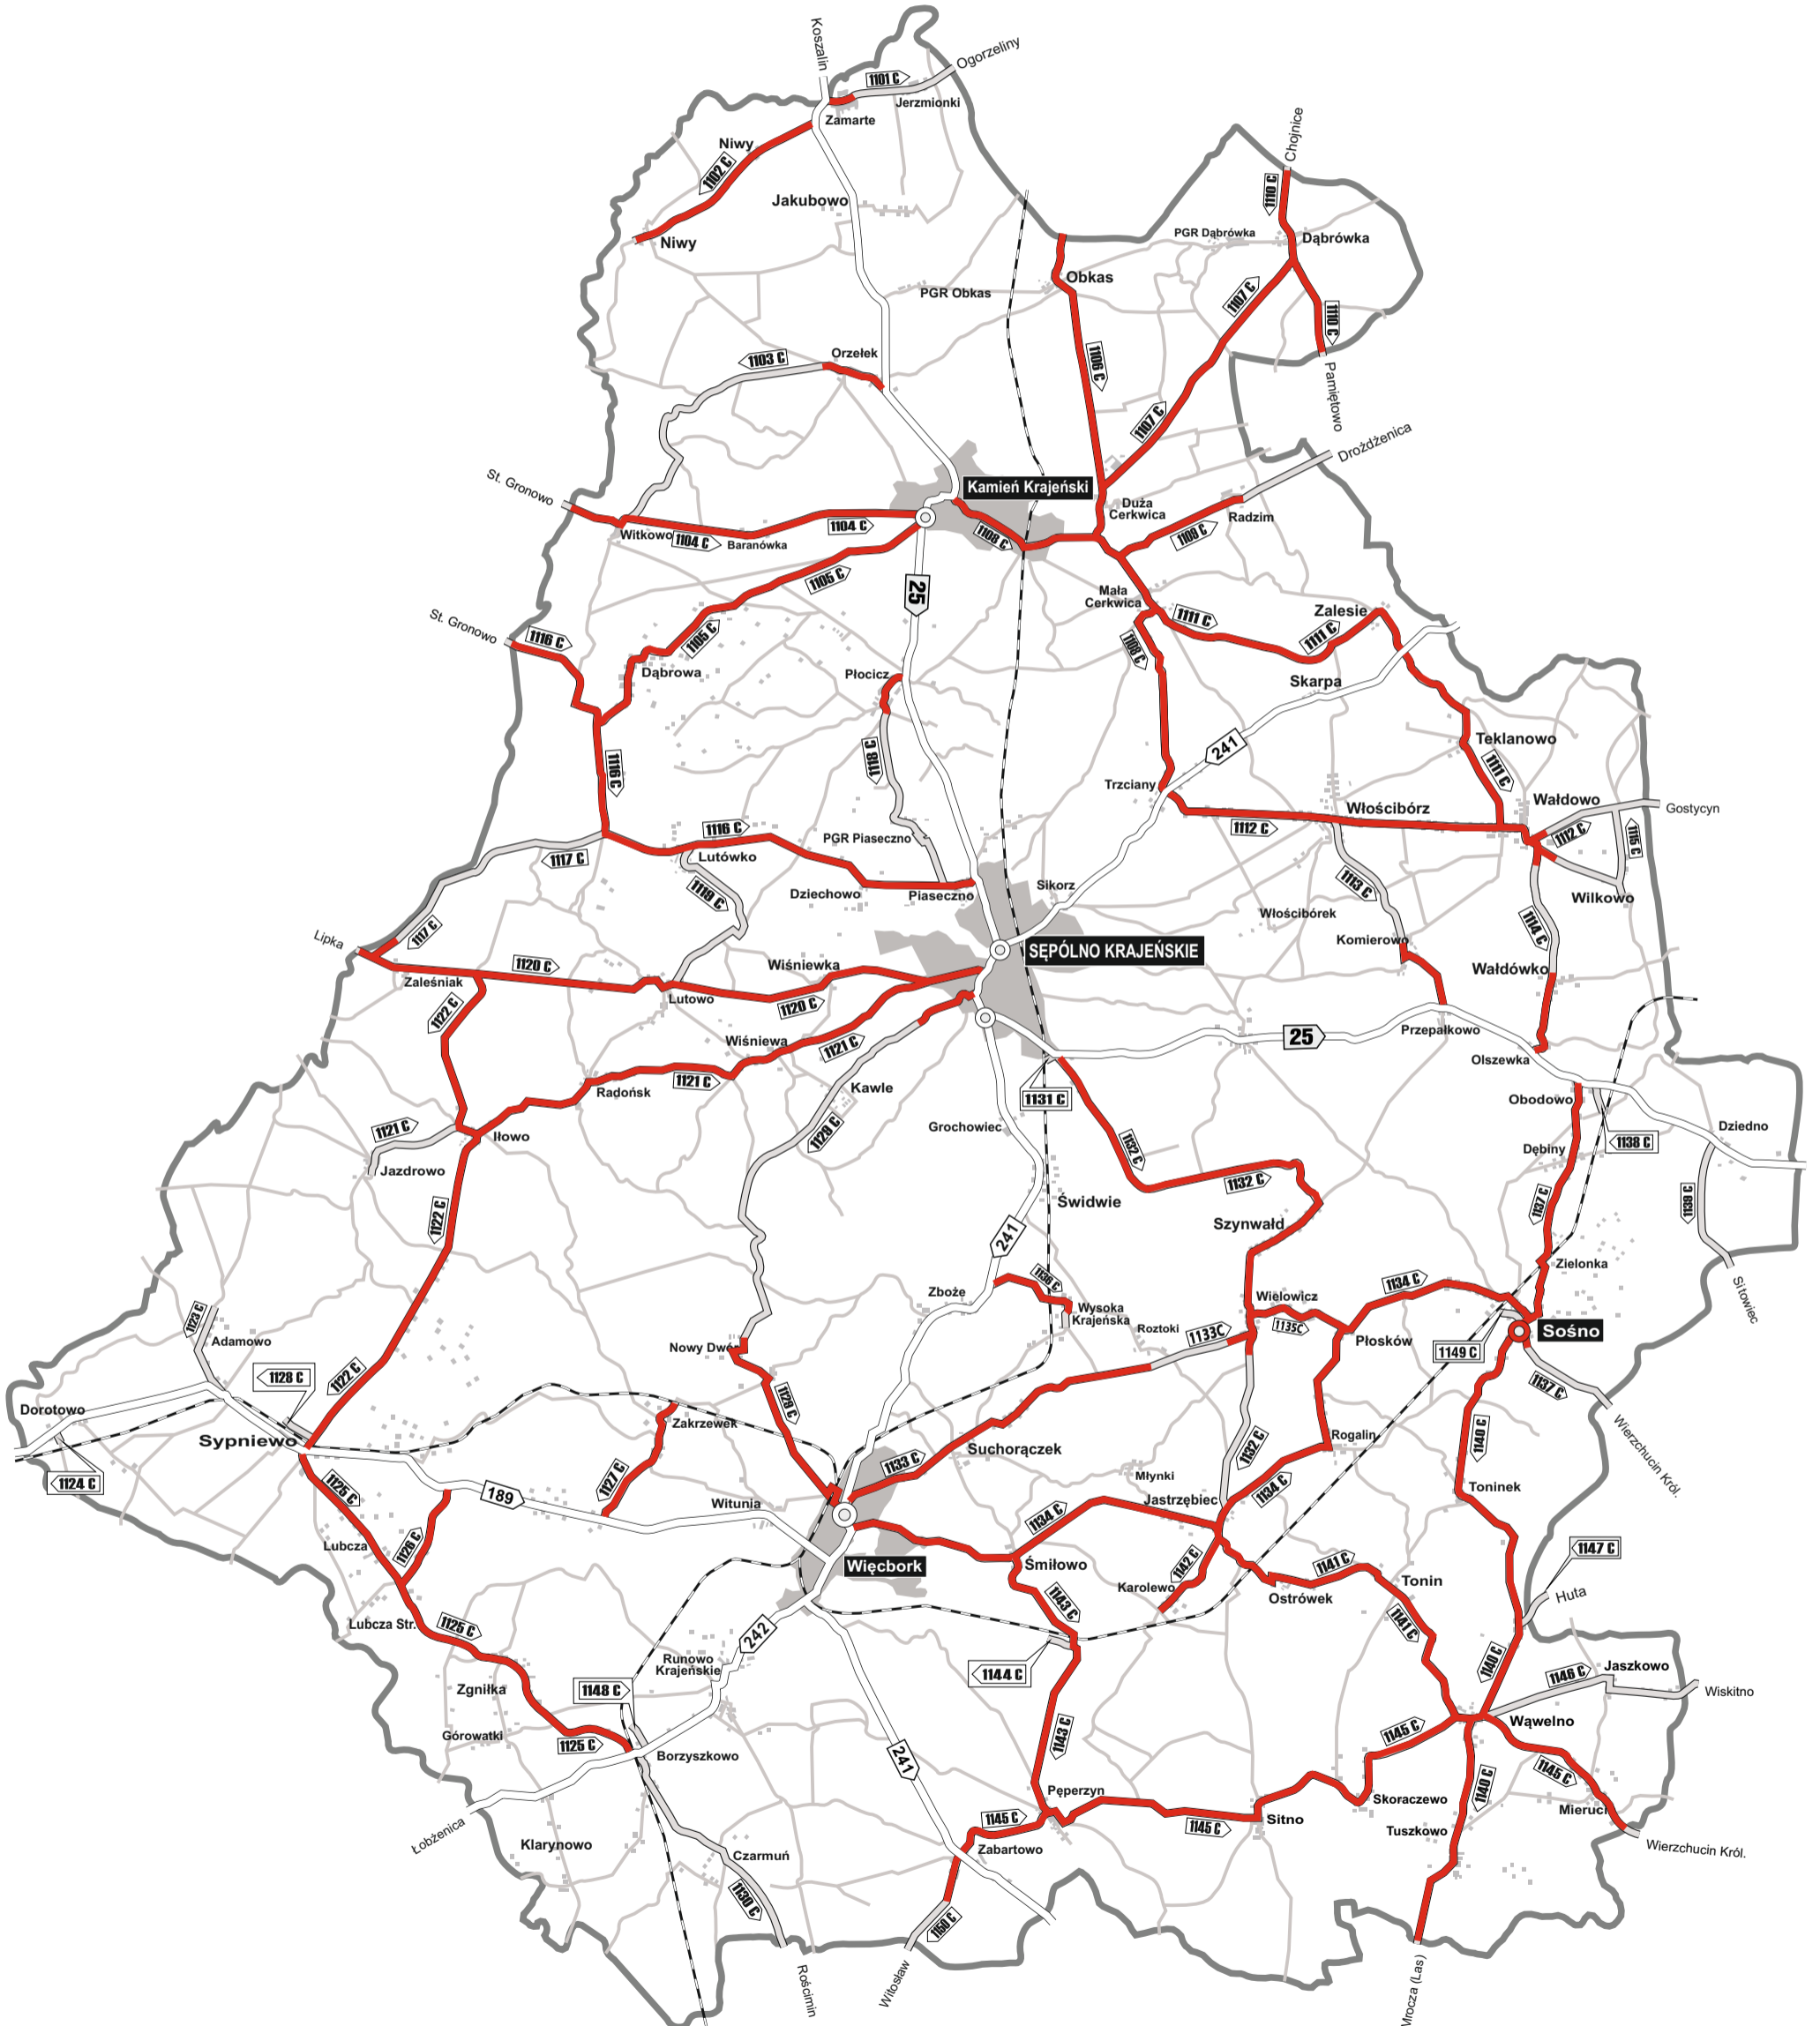 Koszalin
Ogorzeliny
1101 C
Jerzmionki
Zamarte
Niwy
1102 C
Niwy
Jakubowo
Chojnice
1110 C
PGR Dąbrówka
Dąbrówka
Obkas
PGR Obkas
1107 C
1110 C
Pamiętowo
1103 C
Orzełek
1106 C
1107 C
Drożdżenica
St. Gronowo
Kamień Krajeński
Duża
Cerkwica
Radzim
1109 C
Witkowo
1104 C
Baranówka
1104 C
1108 C
1105 C
25
Mała
Cerkwica
1111 C
Zalesie
1111 C
St. Gronowo
1116 C
1105 C
Dąbrowa
1108 C
Płocicz
Skarpa
241
Teklanowo
1111 C
1116 C
1118 C
Trzciany
Włościbórz
Wałdowo
Gostycyn
1112 C
1112 C
1115 C
1116 C
PGR Piaseczno
1117 C
Lutówko
1119 C
Dziechowo
Piaseczno
Sikorz
1113 C
Włościbórek
Wilkowo
Komierowo
1114 C
Lipka
1117 C
SĘPÓLNO KRAJEŃSKIE
Wałdówko
1120 C
Wiśniewka
Zaleśniak
Lutowo
1120 C
1122 C
Wiśniewa
1121 C
25
Przepałkowo
Olszewka
Radońsk
1121 C
Kawle
1131 C
Obodowo
1121 C
Iłowo
1129 C
Grochowiec
1132 C
Dębiny
1138 C
Dziedno
Jazdrowo
1122 C
Świdwie
1132 C
1137 C
1139 C
Szynwałd
241
Zielonka
Zboże
1136 C
Wysoka
Krajeńska
Wielowicz
1134 C
Sitowiec
1123 C
Adamowo
Roztoki
1133C
1135C
Płosków
Sośno
1149 C
Nowy Dwór
1128 C
1122 C
1129 C
1137 C
Dorotowo
Sypniewo
Zakrzewek
Suchorączek
1132 C
Rogalin
1140 C
Wierzchucin Król.
1124 C
1125 C
189
1127 C
Witunia
1133 C
Młynki
Jastrzębiec
1134 C
Toninek
1134 C
Lubcza
1126 C
Więcbork
Śmiłowo
1142 C
Karolewo
1141 C
Ostrówek
Tonin
1147 C
Huta
1143 C
Lubcza Str.
1125 C
242
1141 C
1144 C
1140 C
Runowo
Krajeńskie
Jaszkowo
1146 C
Wiskitno
Zgniłka
1148 C
Górowatki
1125 C
Borzyszkowo
241
1143 C
1145 C
Wąwelno
1145 C
Pęperzyn
1140 C
Skoraczewo
Mierucin
Łobżenica
Klarynowo
1145 C
1145 C
Sitno
Tuszkowo
Wierzchucin Król.
Czarmuń
Zabartowo
1130 C
1150 C
Rościmin
Witosław
Mrocza (Las)